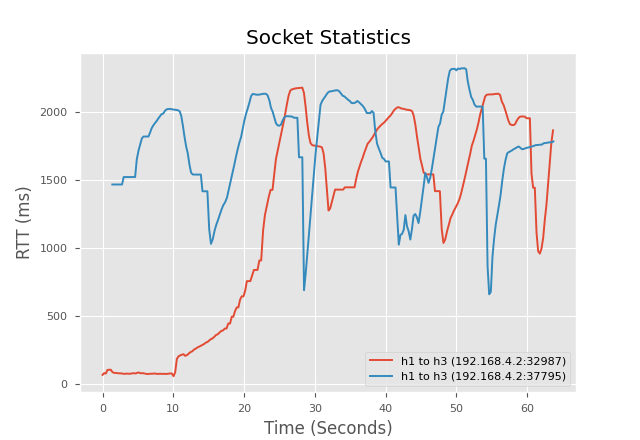 Socket Statistics
RTT (ms)
2000
1500
1000
500
0
h1 to h3 (192.168.4.2:32987)
h1 to h3 (192.168.4.2:37795)
0 10 20 30 40 50 60
Time (Seconds)